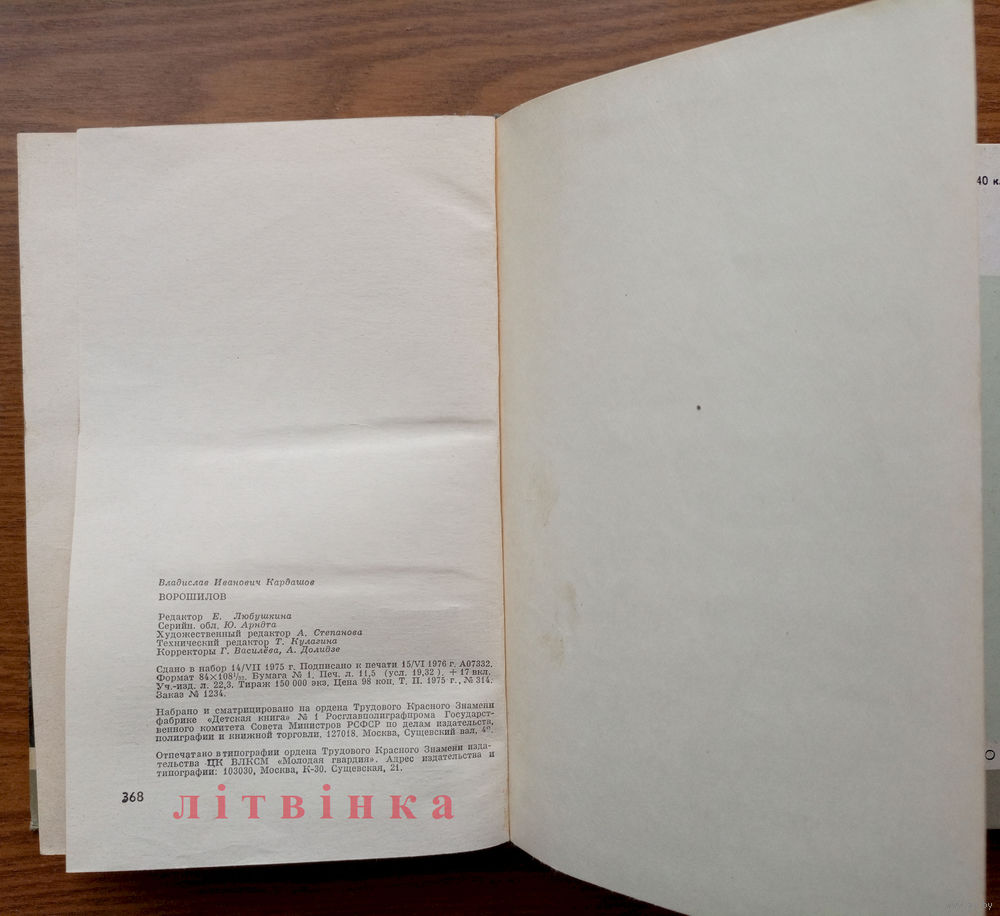 Владислав Иванович Кардашов
ВОРОШИЛОВ
Редактор Е. Любушкина
Серийн. обл. Ю. Арндта
Художественный редактор А. Степанова
Технический редактор Т. Кулагина
Корректоры Г. Василёва, А. Долидзе
Сдано в набор 14/VII 1975 г. Подписано к печати 15/VI 1976 г. А07332.
Формат 84×108¹/₃₂. Бумага № 1. Печ. л. 11,5 (усл. 19,32). + 17 вкл.
Уч.-изд. л. 22,3. Тираж 150 000 экз. Цена 98 коп. Т. П. 1975 г., № 314.
Заказ № 1234.
Набрано и сматрицировано на ордена Трудового Красного Знамени
фабрике «Детская книга» № 1 Росглавполиграфпрома Государст-
венного комитета Совета Министров РСФСР по делам издательств,
полиграфии и книжной торговли. 127018. Москва, Сущевский вал, 49.
Отпечатано в типографии ордена Трудового Красного Знамени изда-
тельства ЦК ВЛКСМ «Молодая гвардия». Адрес издательства и
типографии: 103030, Москва, К-30. Сущевская, 21.
368
літвінка
40 к.